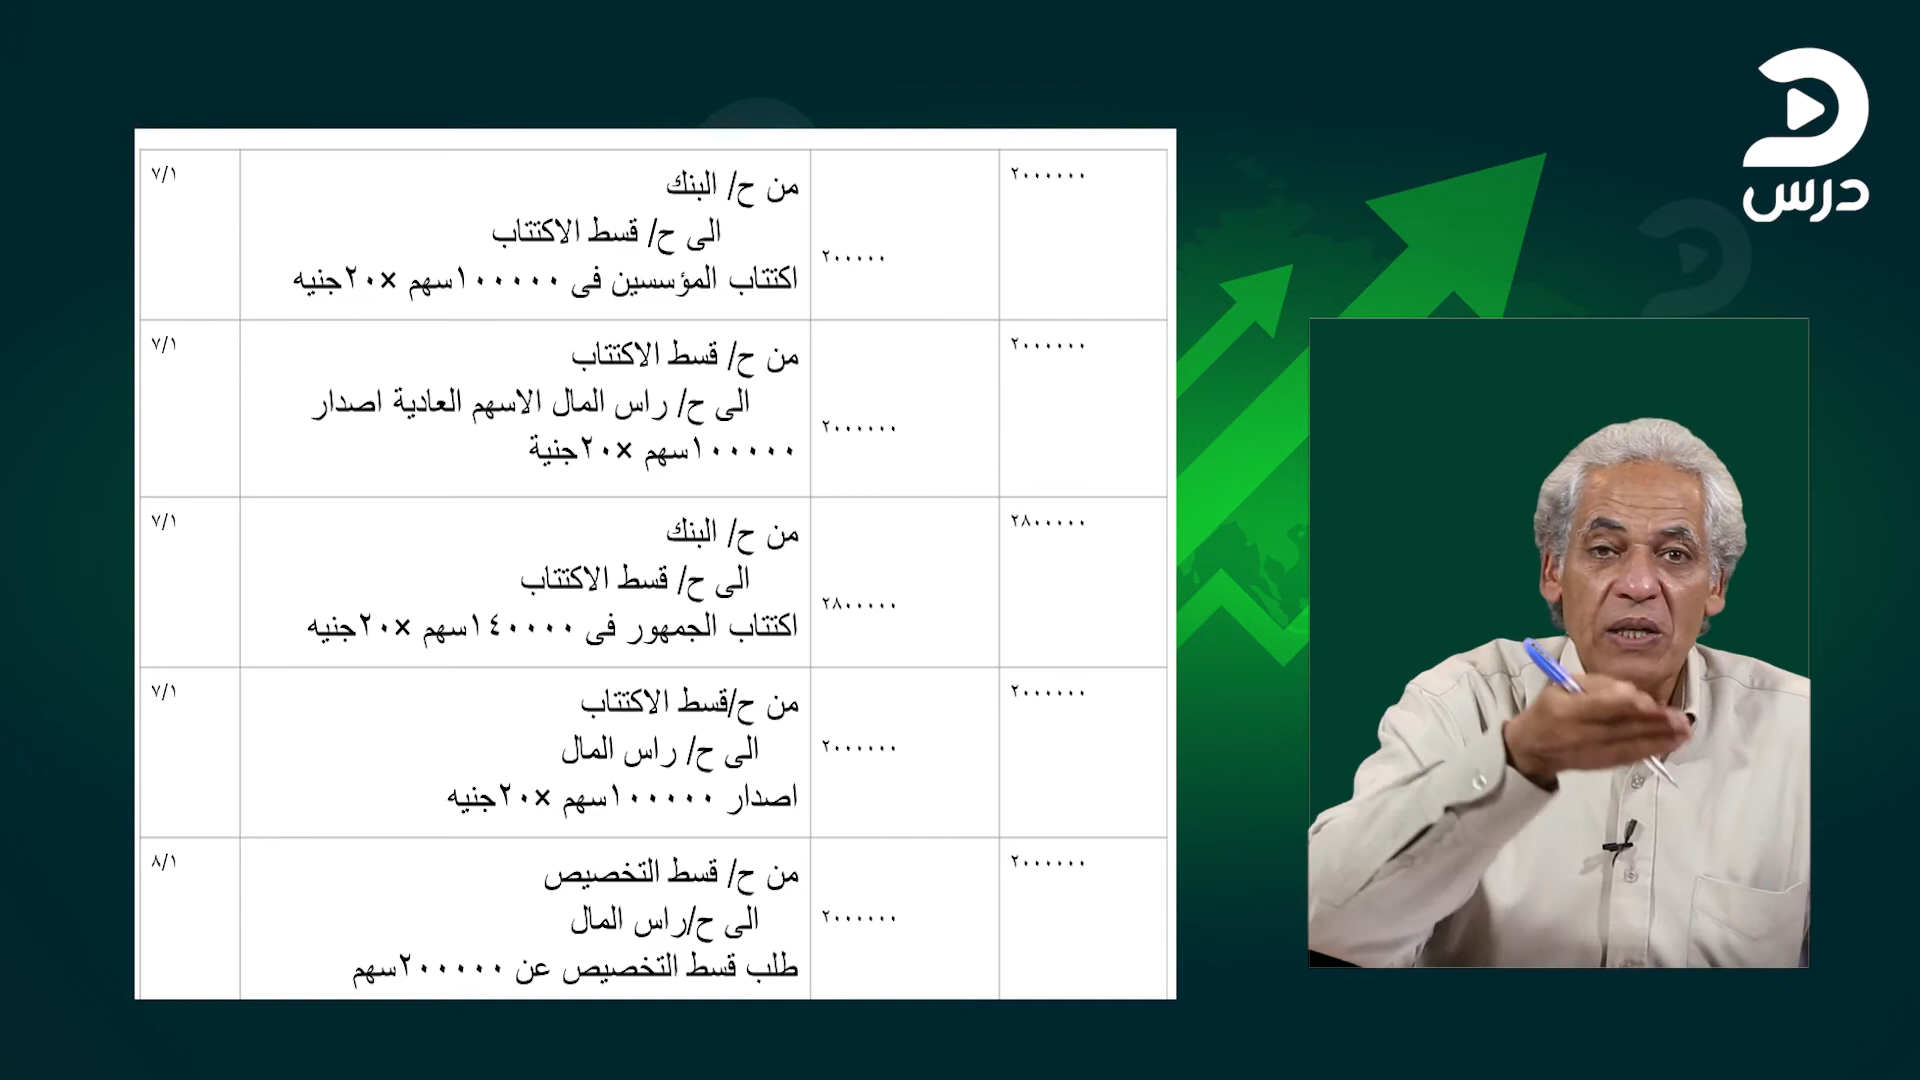 درس
٢٠٠٠٠٠٠
٢٠٠٠٠٠
من ح/ البنك
الى ح/ قسط الاكتتاب
اكتتاب المؤسسين فى ١٠٠٠٠٠سهم ×٢٠جنيه
٧/١
٢٠٠٠٠٠٠
٢٠٠٠٠٠٠
من ح/ قسط الاكتتاب
الى ح/ راس المال الاسهم العادية اصدار
١٠٠٠٠٠سهم ×٢٠جنية
٧/١
٢٨٠٠٠٠٠
٢٨٠٠٠٠٠
من ح/ البنك
الى ح/ قسط الاكتتاب
اكتتاب الجمهور فى ١٤٠٠٠٠سهم ×٢٠جنيه
٧/١
٢٠٠٠٠٠٠
٢٠٠٠٠٠٠
من ح/قسط الاكتتاب
الى ح/ راس المال
اصدار ١٠٠٠٠٠سهم ×٢٠جنيه
٧/١
٢٠٠٠٠٠٠
٢٠٠٠٠٠٠
من ح/ قسط التخصيص
الى ح/راس المال
طلب قسط التخصيص عن ٢٠٠٠٠٠سهم
٨/١